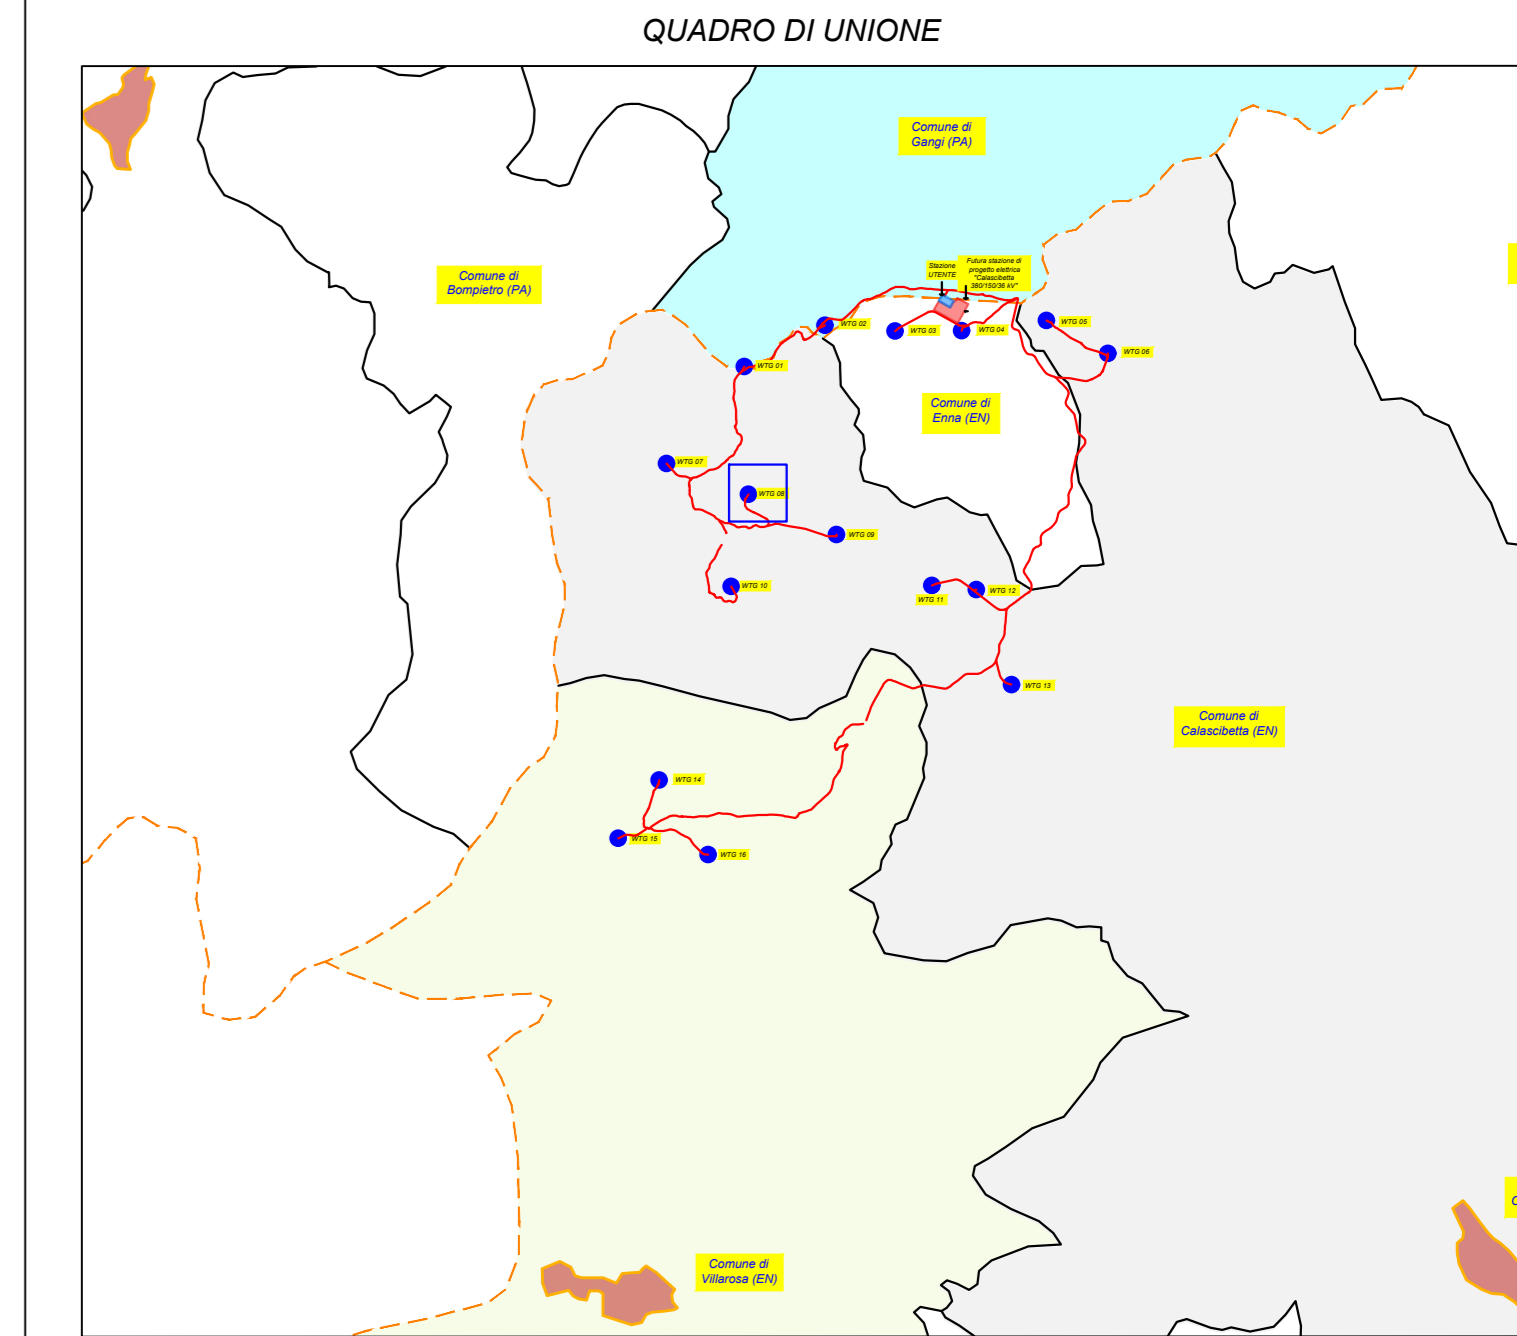 QUADRO DI UNIONE
Comune di
Gangi (PA)
Comune di
Bompietro (PA)
Stazione
UTENTE
Futura stazione di
progetto elettrica
"Calascibetta
380/150/36 kV"
WTG 02
WTG 03
WTG 04
WTG 05
WTG 06
WTG 01
Comune di
Enna (EN)
WTG 07
WTG 08
WTG 09
WTG 10
WTG 11
WTG 12
WTG 13
Comune di
Calascibetta (EN)
WTG 14
WTG 15
WTG 16
Comune di
Villarosa (EN)